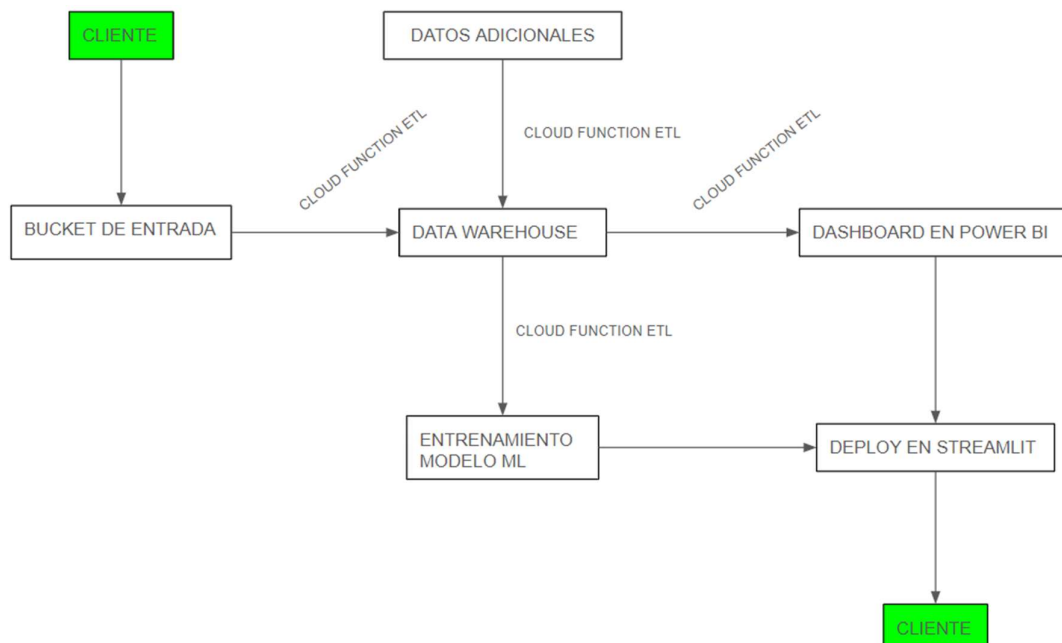 CLIENTE
DATOS ADICIONALES
CLOUD FUNCTION ETL
CLOUD FUNCTION ETL
CLOUD FUNCTION ETL
BUCKET DE ENTRADA
DATA WAREHOUSE
DASHBOARD EN POWER BI
CLOUD FUNCTION ETL
ENTRENAMIENTO
MODELO ML
DEPLOY EN STREAMLIT
CLIENTE